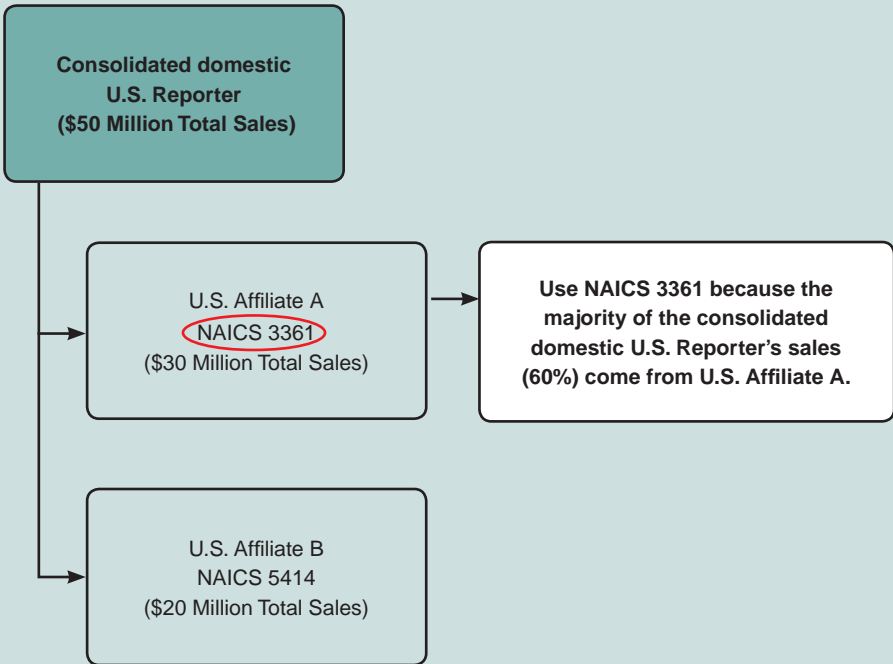 Consolidated domestic
U.S. Reporter
($50 Million Total Sales)
U.S. Affiliate A
NAICS 3361
($30 Million Total Sales)
Use NAICS 3361 because the
majority of the consolidated
domestic U.S. Reporter’s sales
(60%) come from U.S. Affiliate A.
U.S. Affiliate B
NAICS 5414
($20 Million Total Sales)